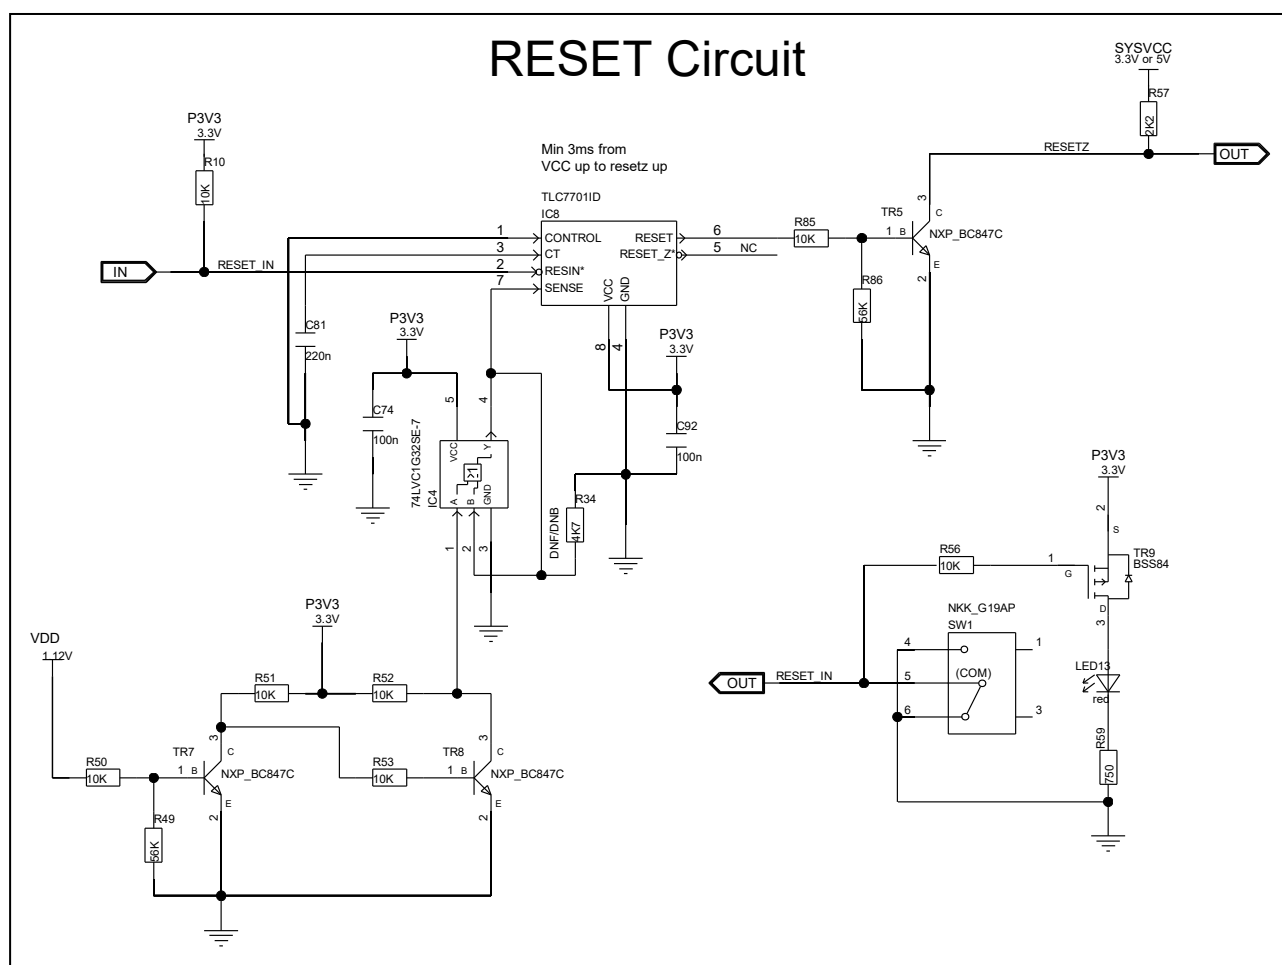 RESET Circuit
SYSVCC
3.3V or 5V
R57
2K2
RESETZ
OUT
P3V3
3.3V
R10
10K
IN
RESET_IN
Min 3ms from
VCC up to resetz up
TLC7701ID
IC8
1
CONTROL
3
CT
2
RESIN*
7
SENSE
RESET
6
RESET_Z*
5
NC
VCC
GND
8
4
R85
10K
TR5
1
B
3
C
NXP_BC847C
E
2
R86
56K
C81
220n
P3V3
3.3V
C74
100n
5
4
74LVC1G32SE-7
IC4
VCC
Y
≥1
A
B
GND
1
2
3
P3V3
3.3V
C92
100n
R34
4K7
DNF/DNB
VDD
1.12V
P3V3
3.3V
R51
10K
R52
10K
R50
10K
R49
56K
TR7
1
B
3
C
NXP_BC847C
E
2
R53
10K
TR8
1
B
3
C
NXP_BC847C
E
2
P3V3
3.3V
2
S
R56
10K
1
G
TR9
BSS84
D
3
NKK_G19AP
SW1
4
1
OUT
RESET_IN
5
(COM)
6
3
LED13
red
R59
750